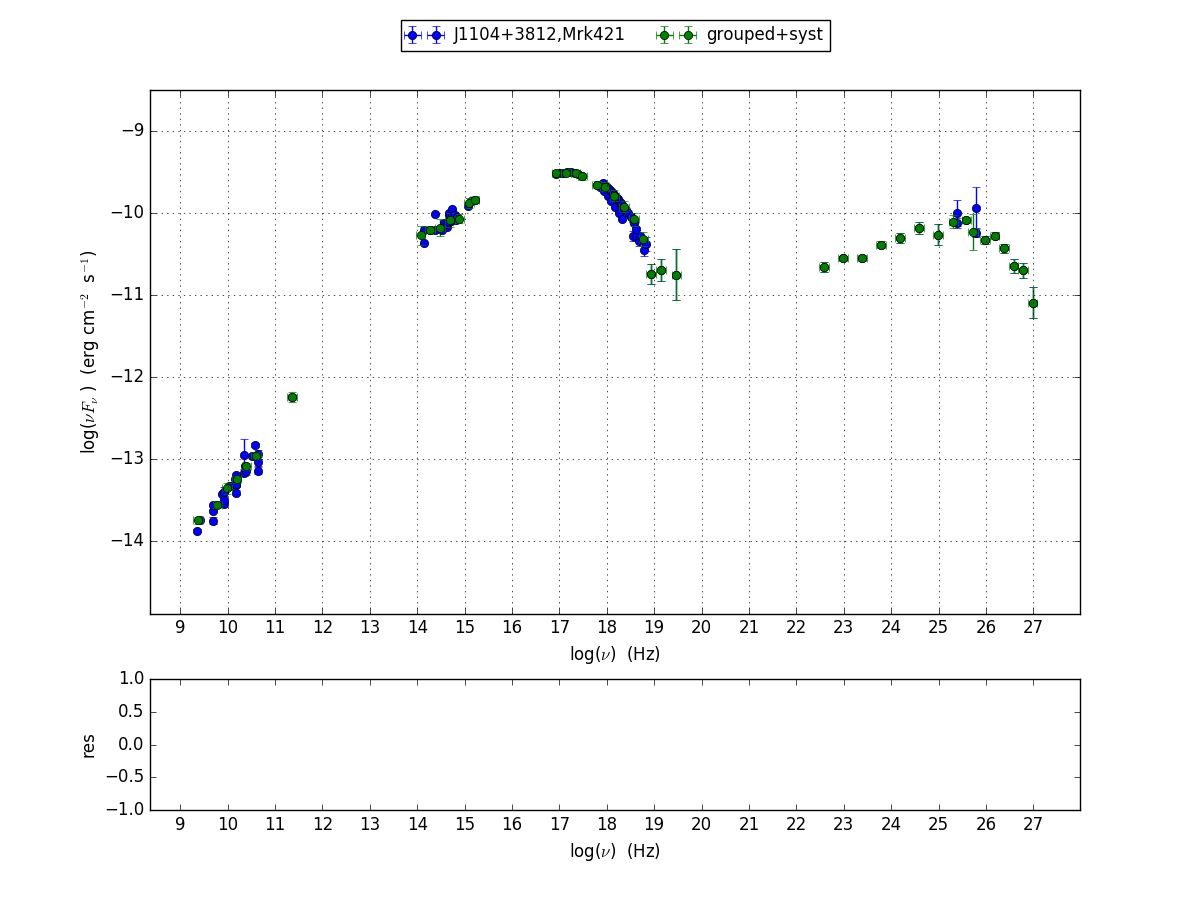 J1104+3812,Mrk421 grouped+syst
−9
−10
−11
−12
−13
−14
log(νFν) (erg cm⁻² s⁻¹)
9 10 11 12 13 14 15 16 17 18 19 20 21 22 23 24 25 26 27
log(ν) (Hz)
1.0
0.5
0.0
−0.5
−1.0
res
9 10 11 12 13 14 15 16 17 18 19 20 21 22 23 24 25 26 27
log(ν) (Hz)